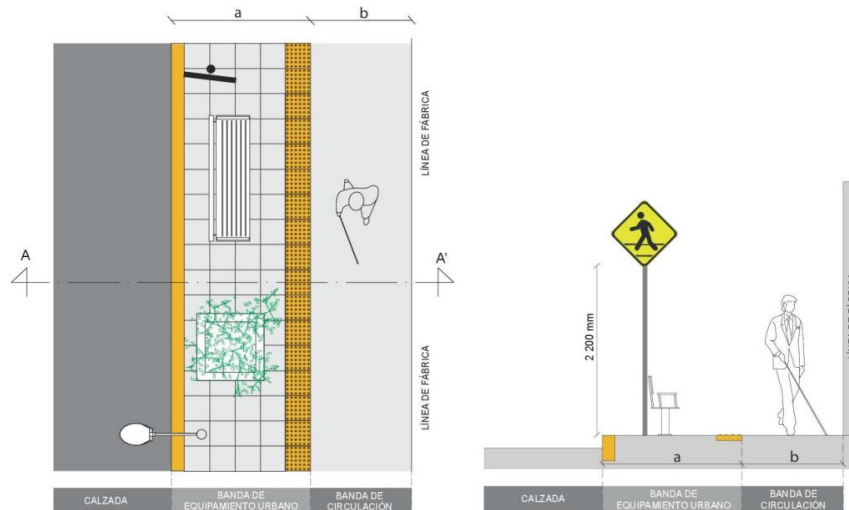 a
b
LÍNEA DE FÁBRICA
A
A'
LÍNEA DE FÁBRICA
CALZADA
BANDA DE
EQUIPAMIENTO URBANO
BANDA DE
CIRCULACIÓN
2 200 mm
a
b
CALZADA
BANDA DE
EQUIPAMIENTO URBANO
BANDA DE
CIRCULACIÓN